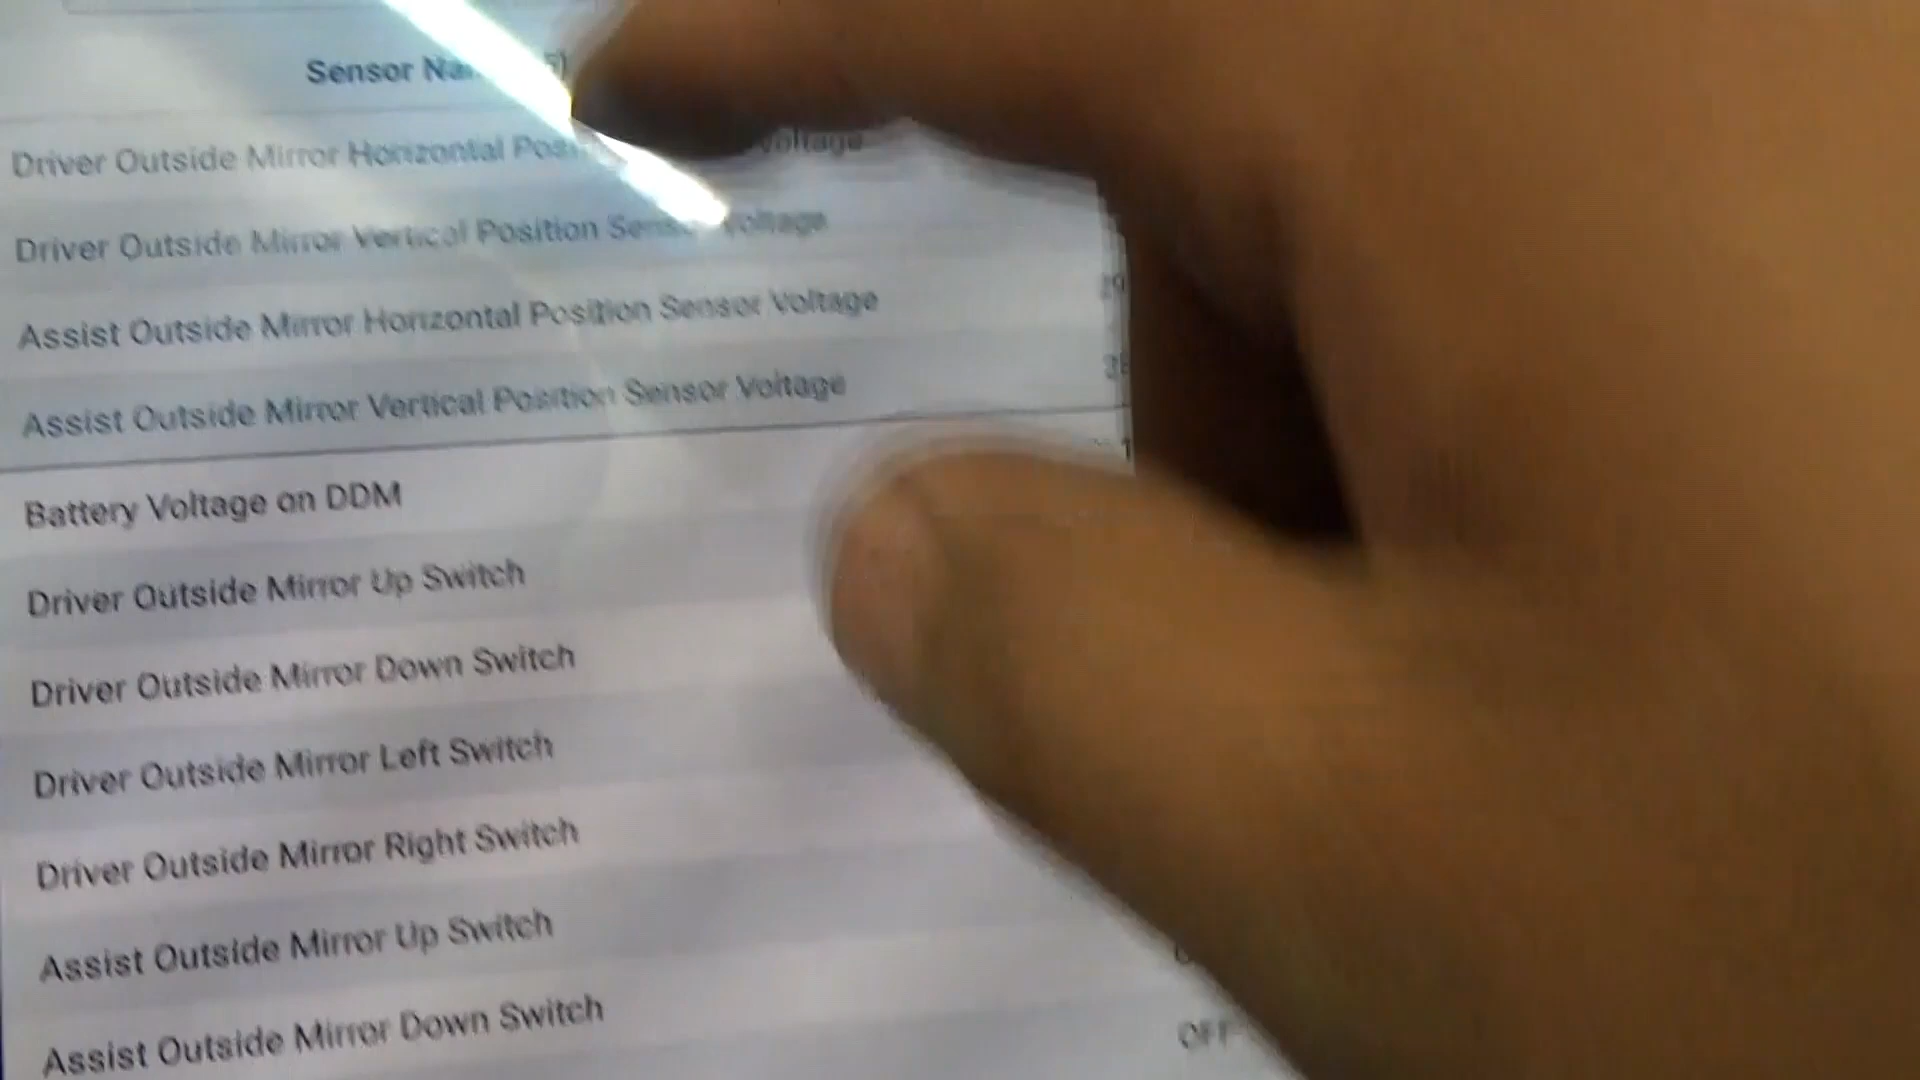 Sensor
Driver Outside Mirror Horizontal Voltage
Driver Outside Mirror Vertical Position Voltage
Assist Outside Mirror Horizontal Position Sensor Voltage
Assist Outside Mirror Vertical Position Sensor Voltage
Battery Voltage on DDM
Driver Outside Mirror Up Switch
Driver Outside Mirror Down Switch
Driver Outside Mirror Left Switch
Driver Outside Mirror Right Switch
Assist Outside Mirror Up Switch
Assist Outside Mirror Down Switch OFF